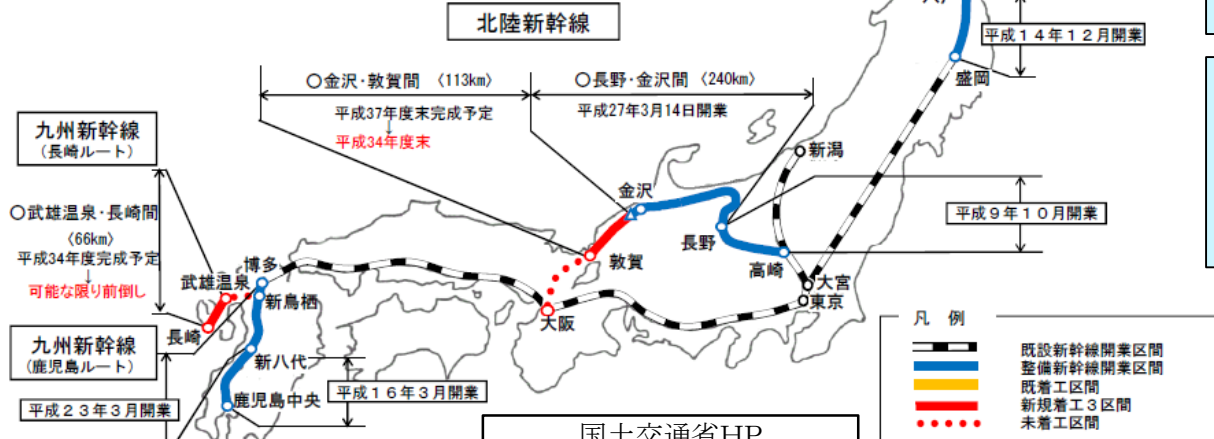 北陸新幹線
平成14年12月開業
盛岡
○金沢・敦賀間 〈113km〉
○長野・金沢間 〈240km〉
平成37年度末完成予定
↓
平成34年度末
平成27年3月14日開業
九州新幹線
(長崎ルート)
新潟
金沢
○武雄温泉・長崎間
〈66km〉
平成34年度完成予定
↓
可能な限り前倒し
平成9年10月開業
長野
敦賀
高崎
博多
武雄温泉
新鳥栖
大宮
東京
大阪
長崎
九州新幹線
(鹿児島ルート)
新八代
平成16年3月開業
鹿児島中央
平成23年3月開業
凡 例
既設新幹線開業区間
整備新幹線開業区間
既着工区間
新規着工3区間
未着工区間
国土交通省HP